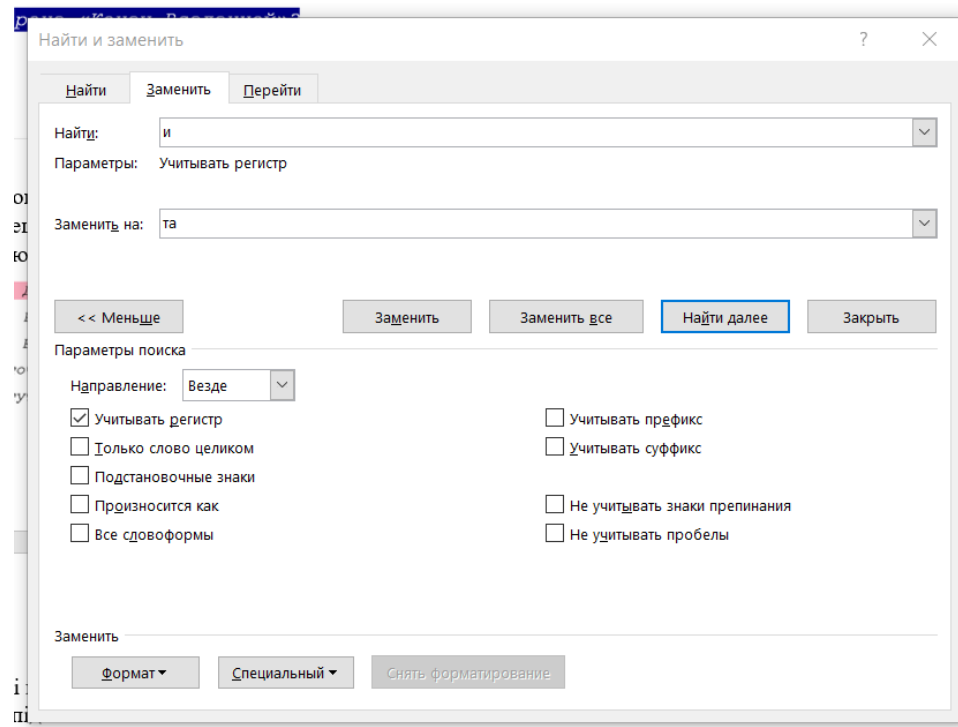 «Конец Вселенной»?
Найти и заменить ?
Найти Заменить Перейти
Найти: и
Параметры: Учитывать регистр
Заменить на: та
<< Меньше Заменить Заменить все Найти далее Закрыть
Параметры поиска
Направление: Везде
Учитывать регистр Учитывать префикс
Только слово целиком Учитывать суффикс
Подстановочные знаки
Произносится как Не учитывать знаки препинания
Все словоформы Не учитывать пробелы
Заменить
Формат Специальный Снять форматирование